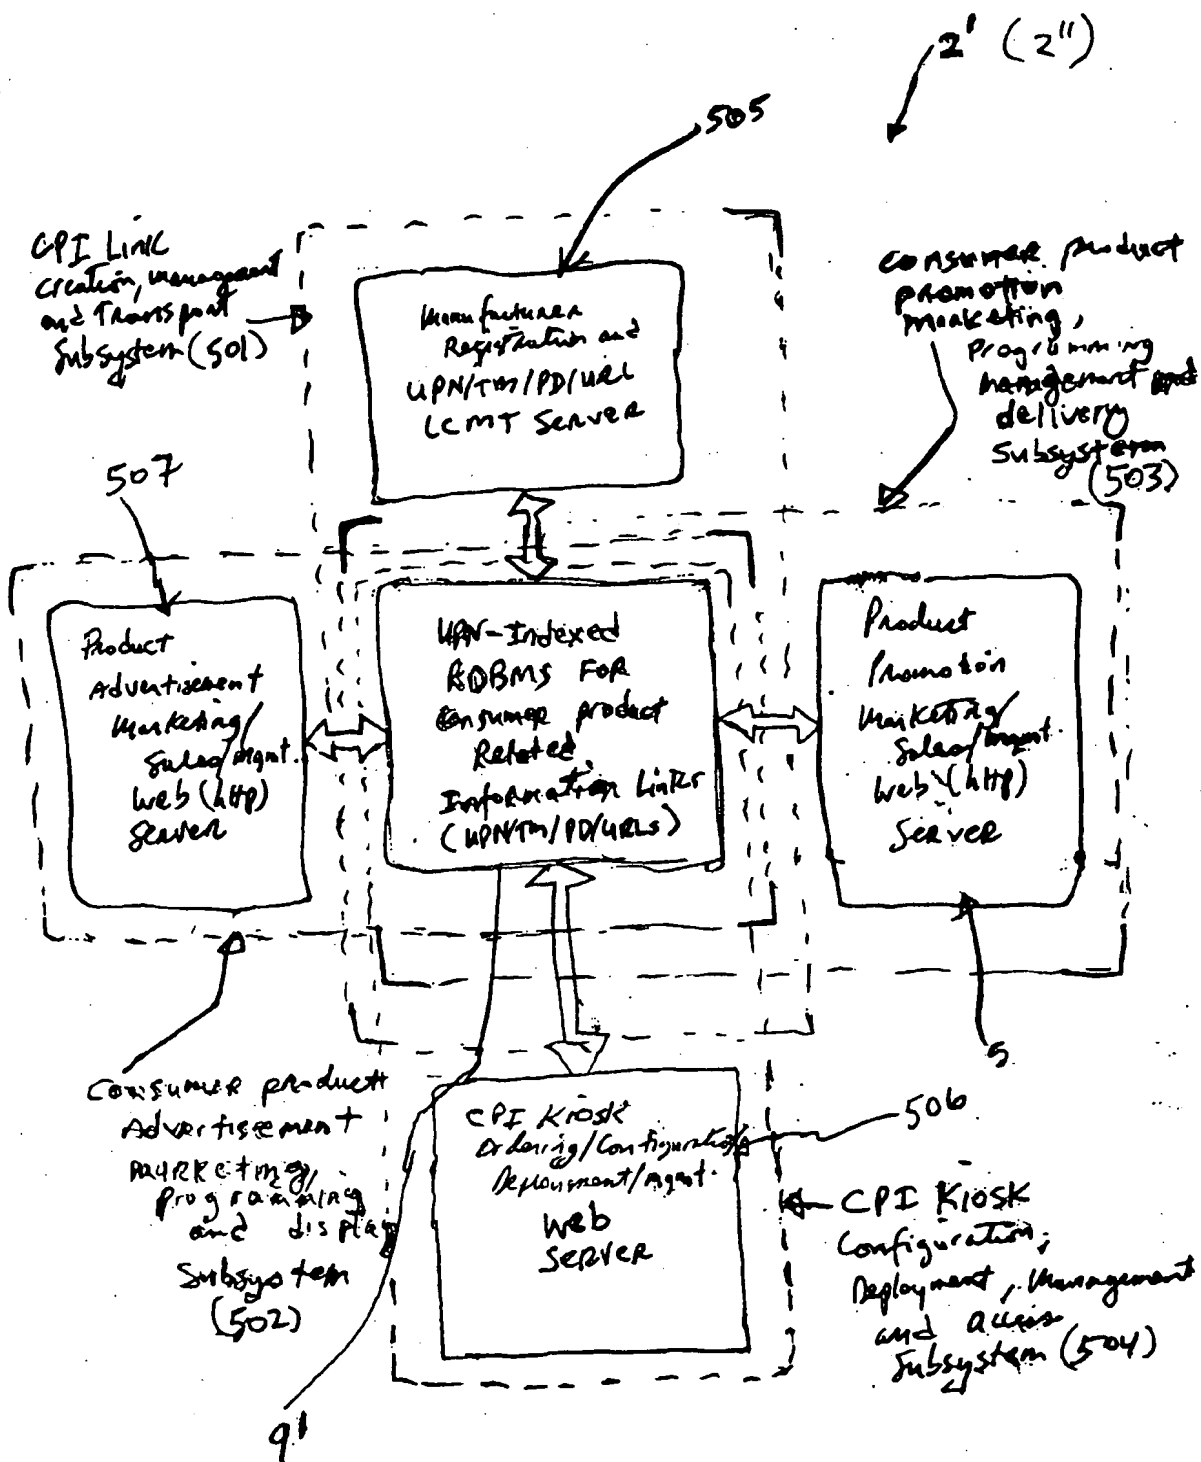 2' (2")
505
CPI Link
Creation, management
and Transport
Subsystem (501)
Manufacturer
Registration and
UPN/TM/PD/URL
LCMT Server
Consumer product
promotion
marketing,
Programming
management and
delivery
Subsystem
(503)
507
Product
Advertisement
Marketing/
Sales/mgmt.
Web (http)
Server
UPN-Indexed
RDBMS FOR
Consumer product
Related
Information Links
(UPN/TM/PD/URLs)
Product
Promotion
Marketing/
Sales/mgmt.
Web (http)
Server
Consumer product
Advertisement
marketing,
programming
and display
Subsystem
(502)
CPI Kiosk
Ordering/Configuration/
Deployment/mgmt.
Web
Server
506
CPI Kiosk
Configuration,
Deployment, Management
and access
Subsystem (504)
9'